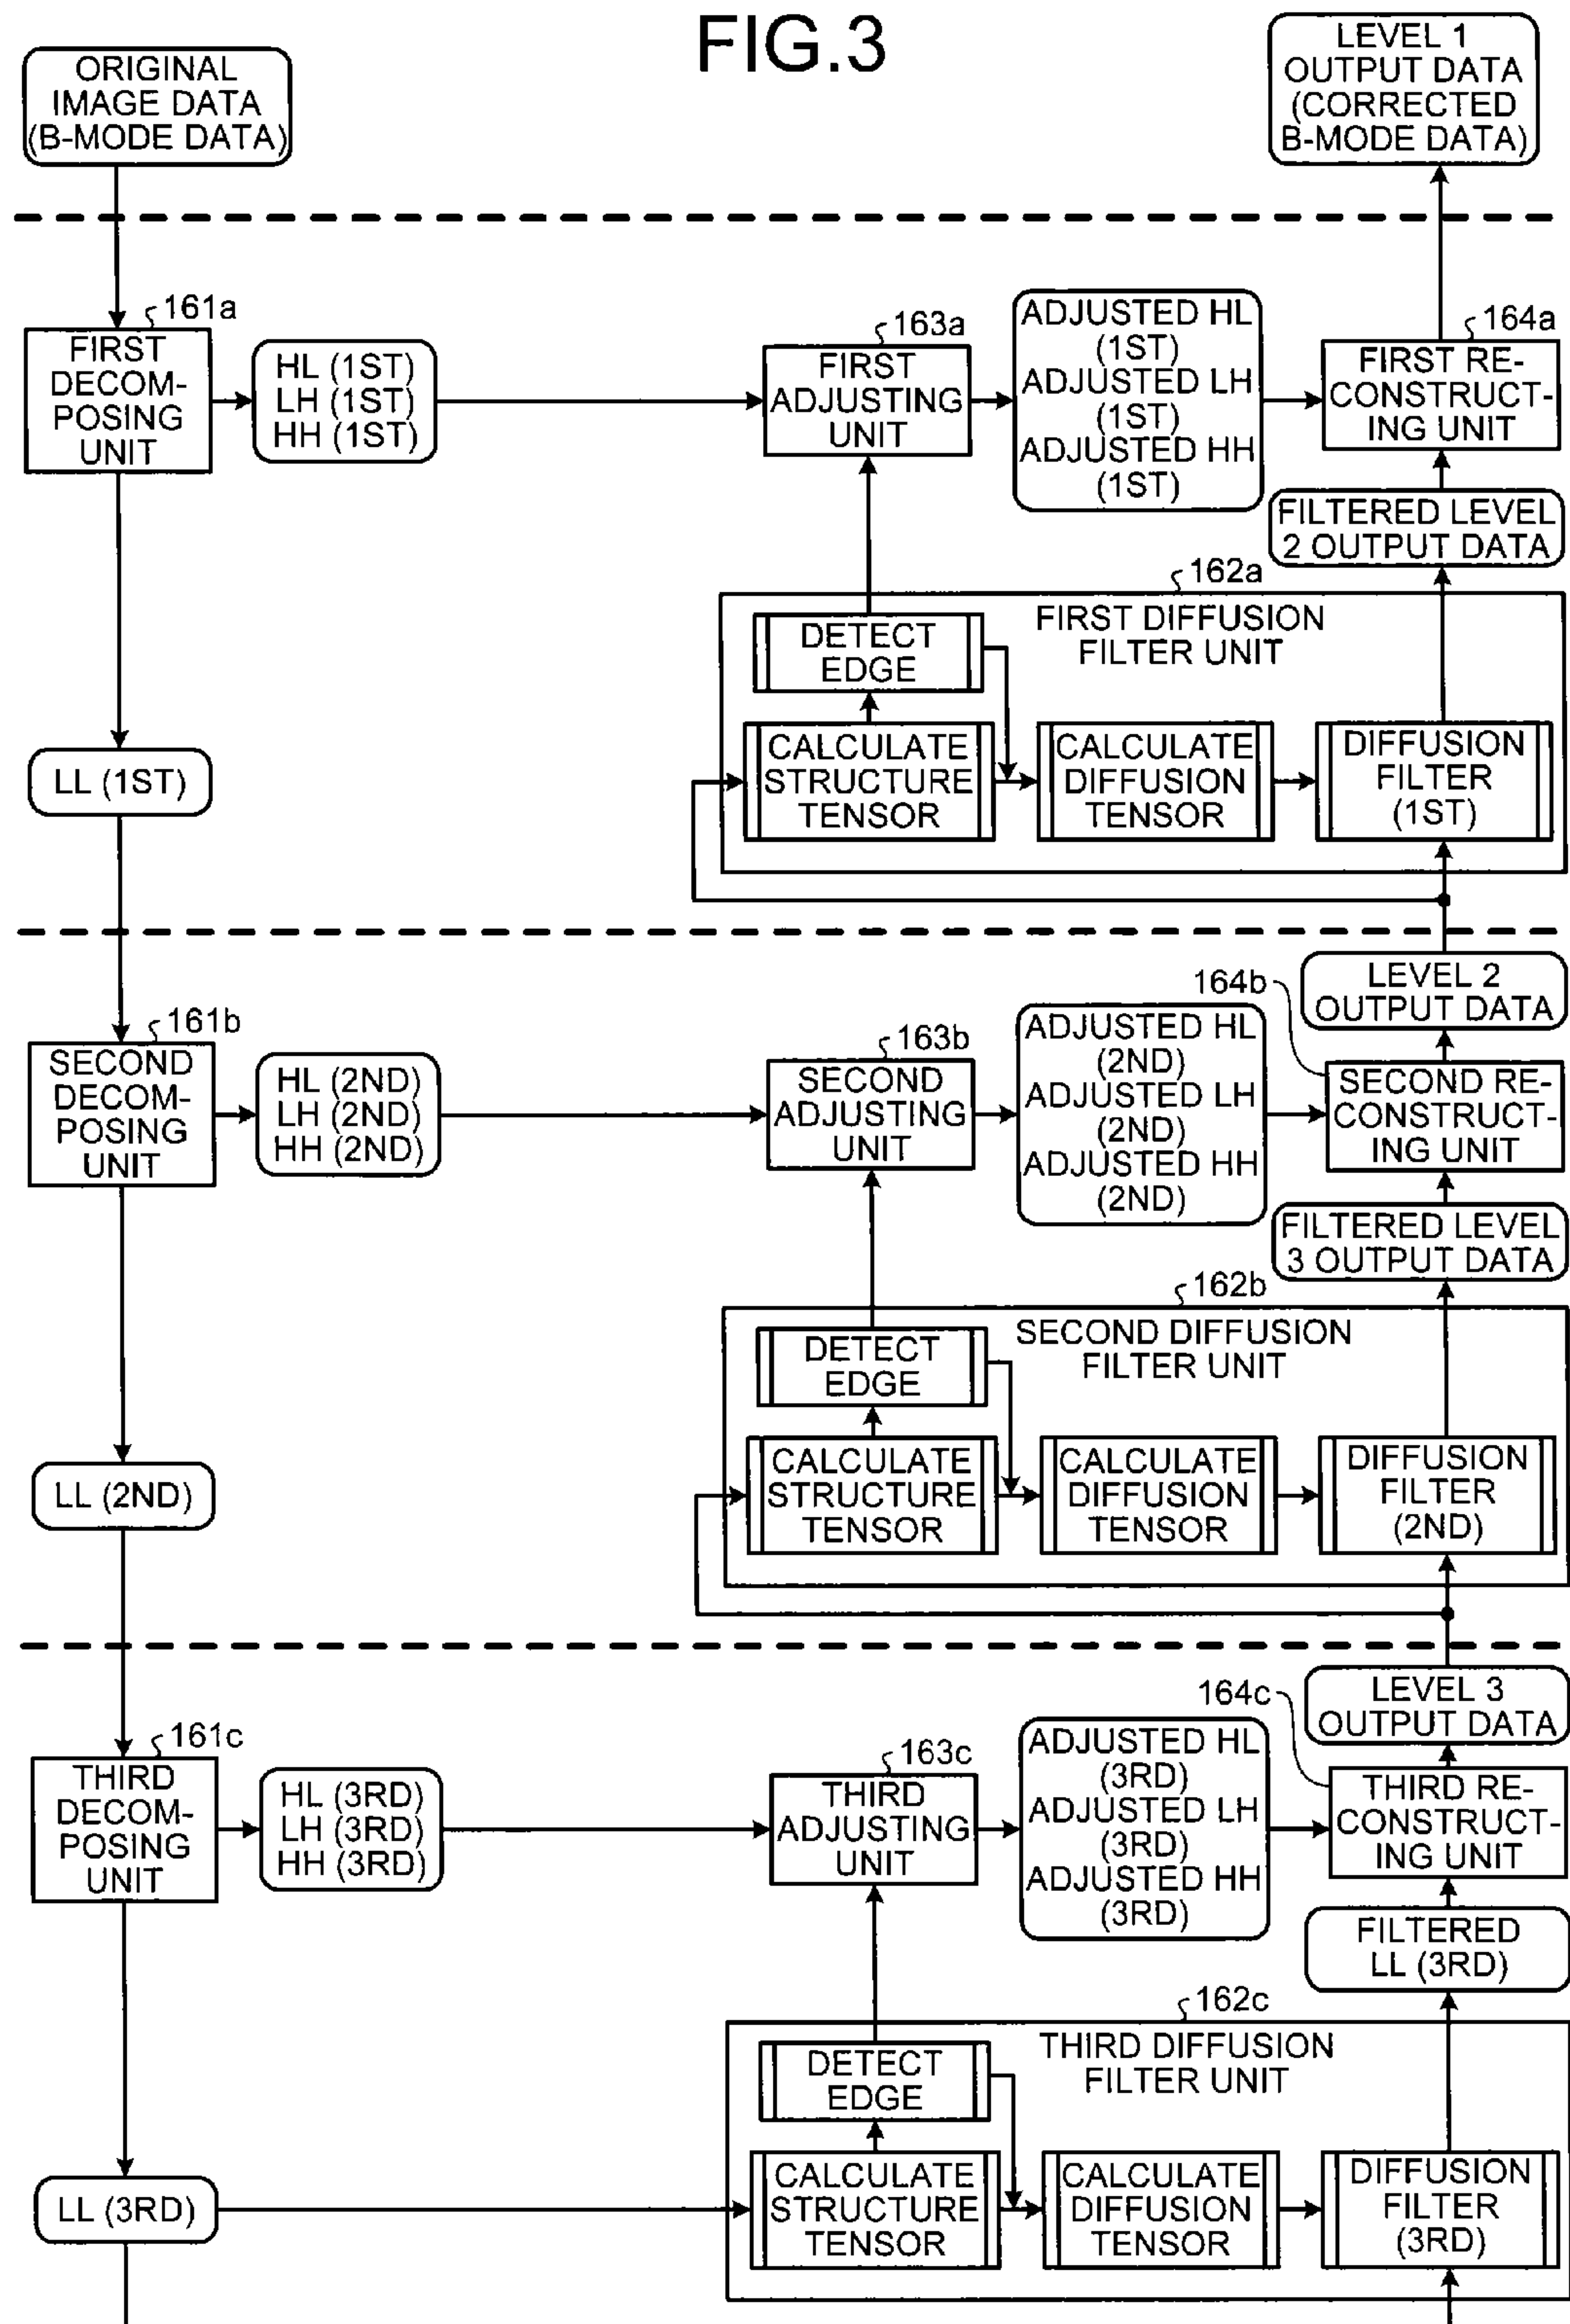 FIG.3
ORIGINAL
IMAGE DATA
(B-MODE DATA)
LEVEL 1
OUTPUT DATA
(CORRECTED
B-MODE DATA)
161a
FIRST
DECOM-
POSING
UNIT
HL (1ST)
LH (1ST)
HH (1ST)
163a
FIRST
ADJUSTING
UNIT
ADJUSTED HL
(1ST)
ADJUSTED LH
(1ST)
ADJUSTED HH
(1ST)
164a
FIRST RE-
CONSTRUCT-
ING UNIT
FILTERED LEVEL
2 OUTPUT DATA
162a
FIRST DIFFUSION
FILTER UNIT
DETECT
EDGE
CALCULATE
STRUCTURE
TENSOR
CALCULATE
DIFFUSION
TENSOR
DIFFUSION
FILTER
(1ST)
LL (1ST)
LEVEL 2
OUTPUT DATA
161b
SECOND
DECOM-
POSING
UNIT
HL (2ND)
LH (2ND)
HH (2ND)
163b
SECOND
ADJUSTING
UNIT
ADJUSTED HL
(2ND)
ADJUSTED LH
(2ND)
ADJUSTED HH
(2ND)
164b
SECOND RE-
CONSTRUCT-
ING UNIT
FILTERED LEVEL
3 OUTPUT DATA
162b
SECOND DIFFUSION
FILTER UNIT
DETECT
EDGE
CALCULATE
STRUCTURE
TENSOR
CALCULATE
DIFFUSION
TENSOR
DIFFUSION
FILTER
(2ND)
LL (2ND)
LEVEL 3
OUTPUT DATA
161c
THIRD
DECOM-
POSING
UNIT
HL (3RD)
LH (3RD)
HH (3RD)
163c
THIRD
ADJUSTING
UNIT
ADJUSTED HL
(3RD)
ADJUSTED LH
(3RD)
ADJUSTED HH
(3RD)
164c
THIRD RE-
CONSTRUCT-
ING UNIT
FILTERED
LL (3RD)
162c
THIRD DIFFUSION
FILTER UNIT
DETECT
EDGE
CALCULATE
STRUCTURE
TENSOR
CALCULATE
DIFFUSION
TENSOR
DIFFUSION
FILTER
(3RD)
LL (3RD)